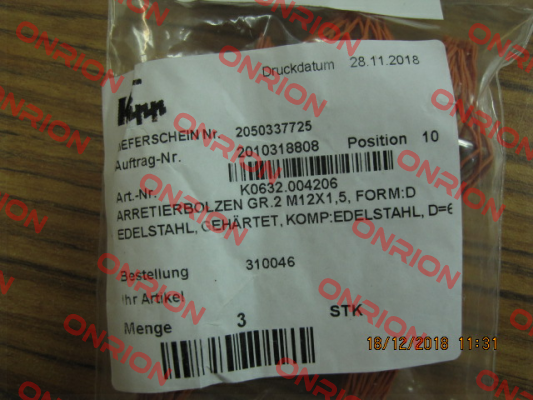 Druckdatum 28.11.2018
Kipp
IEFERSCHEIN Nr. 2050337725
Auftrag-Nr. 2010318808 Position 10
Art.-Nr. K0632.004206
ARRETIERBOLZEN GR.2 M12X1,5, FORM:D
EDELSTAHL, GEHÄRTET, KOMP:EDELSTAHL, D=6
Bestellung 310046
Ihr Artikel
Menge 3 STK
18/12/2018 11:31
ONRION